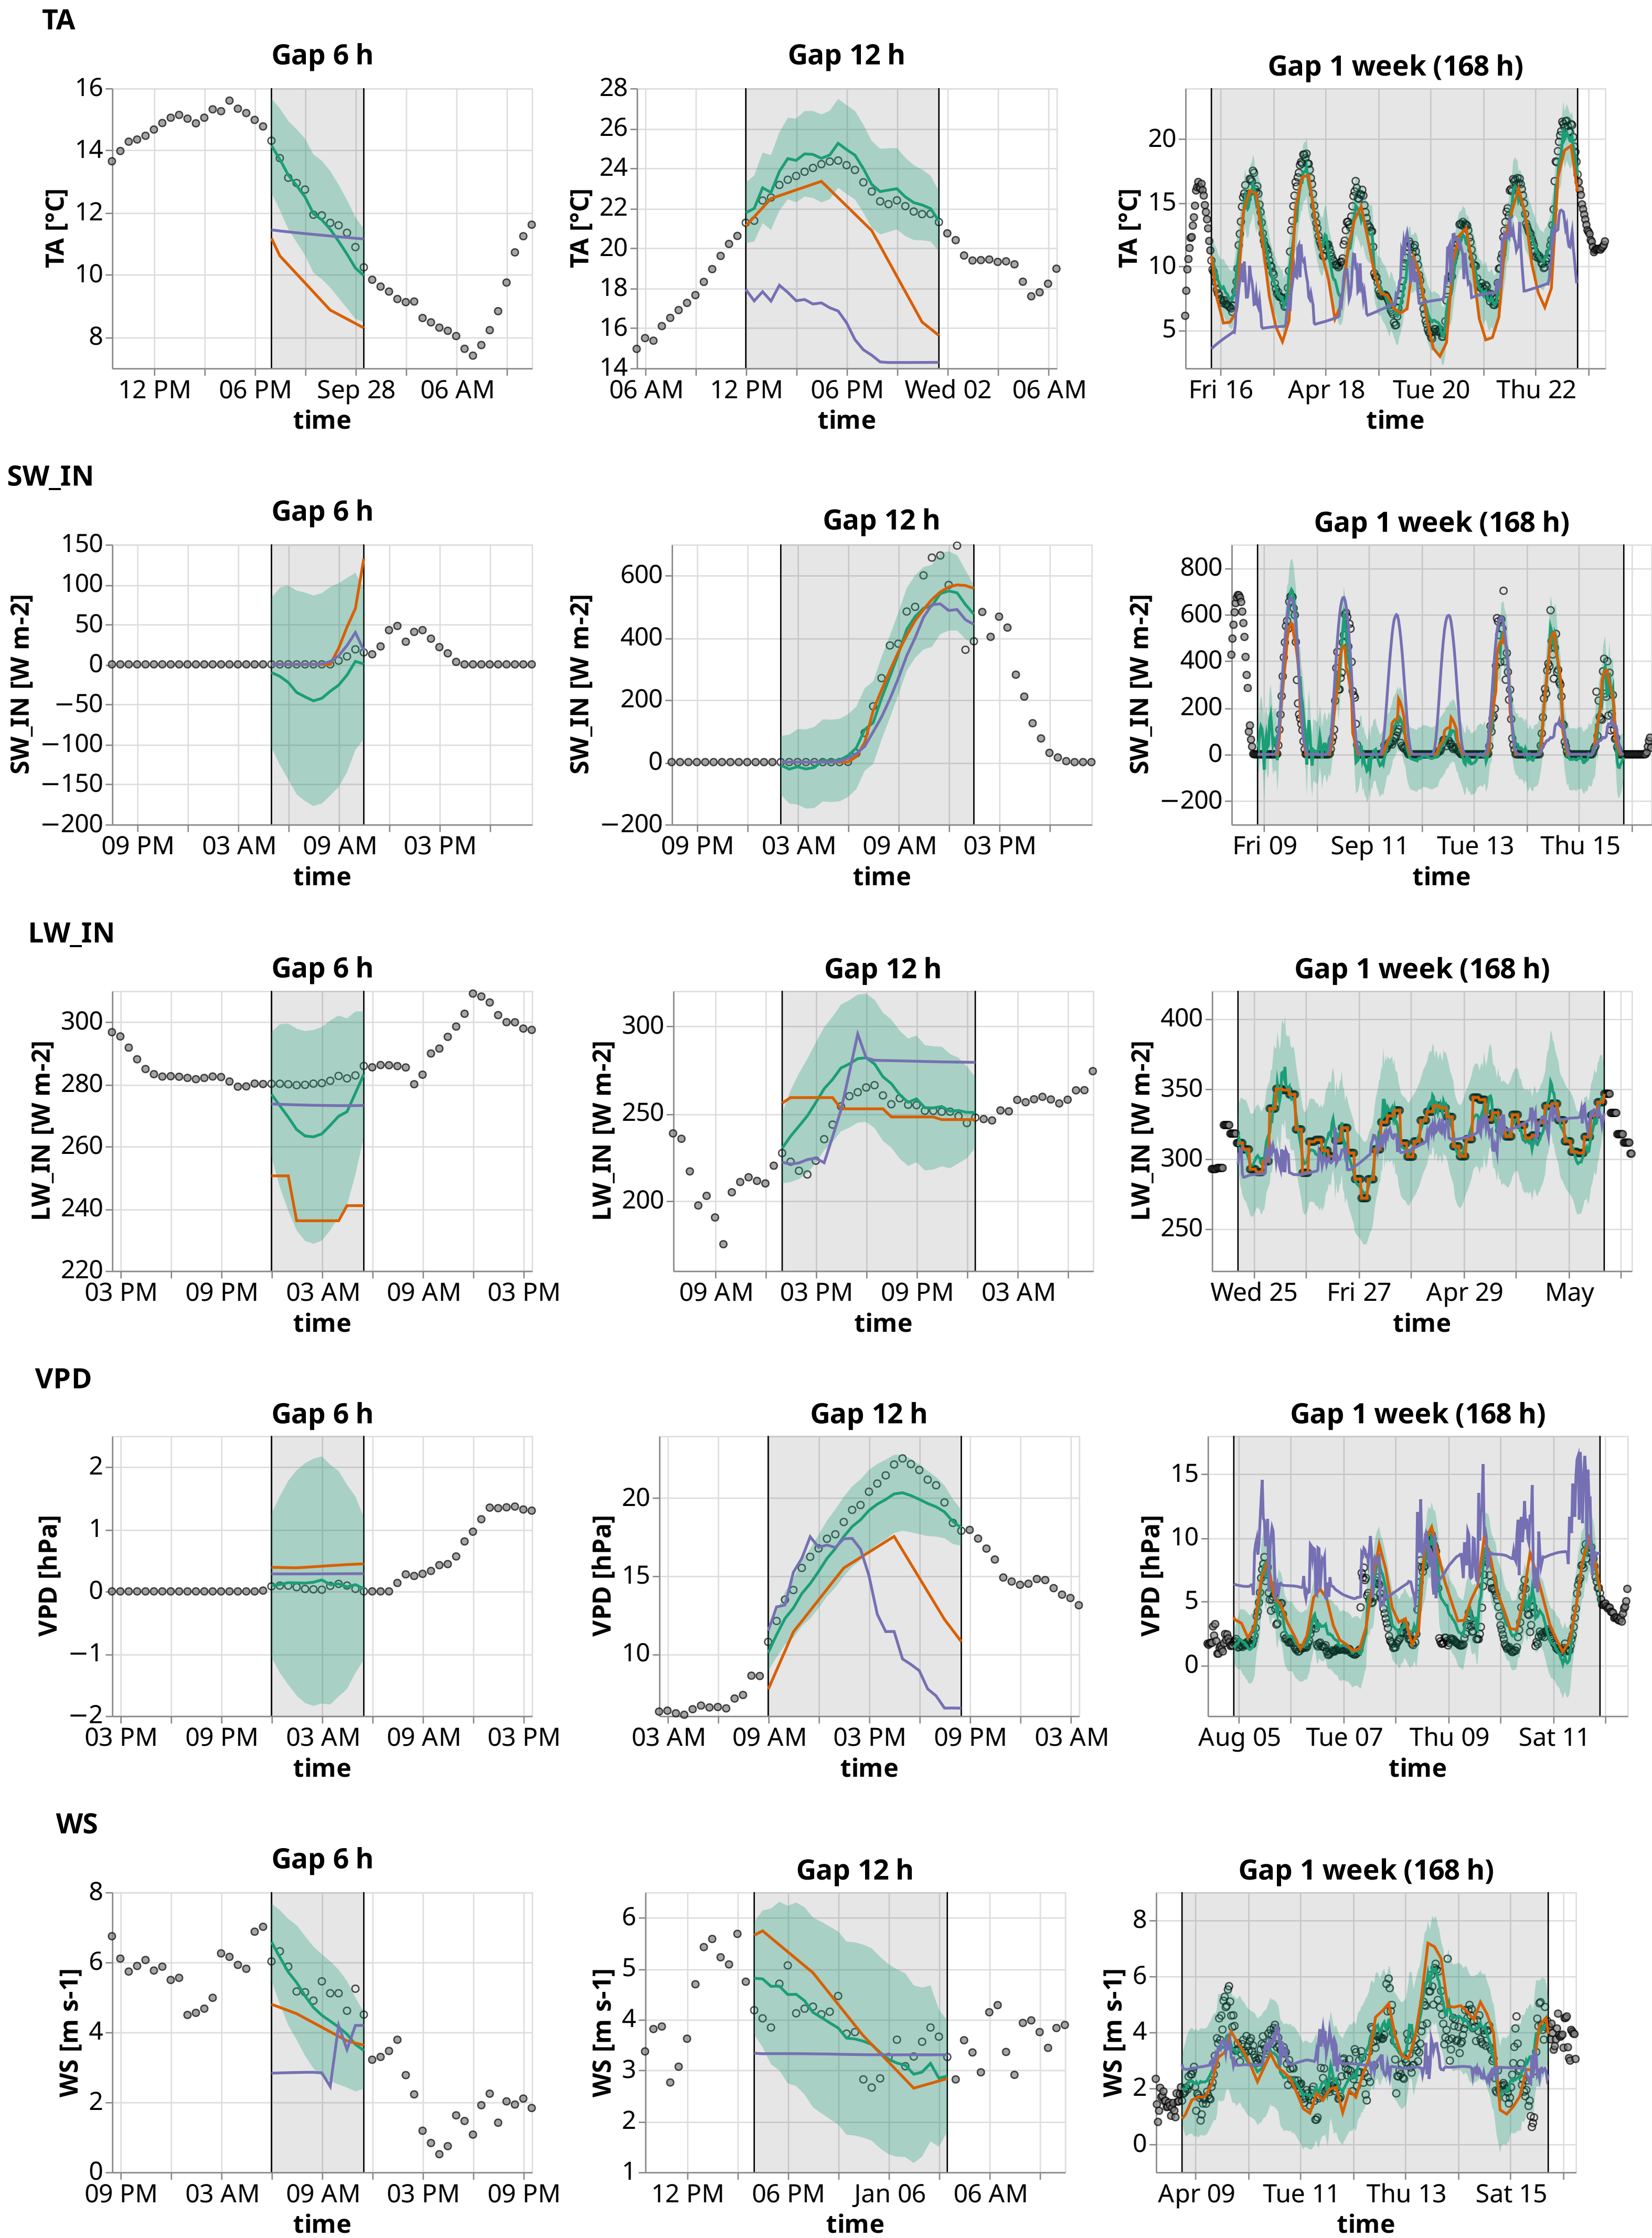 TA
Gap 6 h
Gap 12 h
Gap 1 week (168 h)
TA [°C]
16
14
12
10
8
12 PM
06 PM
Sep 28
06 AM
time
TA [°C]
28
26
24
22
20
18
16
14
06 AM
12 PM
06 PM
Wed 02
06 AM
time
TA [°C]
20
15
10
5
Fri 16
Apr 18
Tue 20
Thu 22
time
SW_IN
Gap 6 h
Gap 12 h
Gap 1 week (168 h)
SW_IN [W m-2]
150
100
50
0
−50
−100
−150
−200
09 PM
03 AM
09 AM
03 PM
time
SW_IN [W m-2]
600
400
200
0
−200
09 PM
03 AM
09 AM
03 PM
time
SW_IN [W m-2]
800
600
400
200
0
−200
Fri 09
Sep 11
Tue 13
Thu 15
time
LW_IN
Gap 6 h
Gap 12 h
Gap 1 week (168 h)
LW_IN [W m-2]
300
280
260
240
220
03 PM
09 PM
03 AM
09 AM
03 PM
time
LW_IN [W m-2]
300
250
200
09 AM
03 PM
09 PM
03 AM
time
LW_IN [W m-2]
400
350
300
250
Wed 25
Fri 27
Apr 29
May
time
VPD
Gap 6 h
Gap 12 h
Gap 1 week (168 h)
VPD [hPa]
2
1
0
−1
−2
03 PM
09 PM
03 AM
09 AM
03 PM
time
VPD [hPa]
20
15
10
03 AM
09 AM
03 PM
09 PM
03 AM
time
VPD [hPa]
15
10
5
0
Aug 05
Tue 07
Thu 09
Sat 11
time
WS
Gap 6 h
Gap 12 h
Gap 1 week (168 h)
WS [m s-1]
8
6
4
2
0
09 PM
03 AM
09 AM
03 PM
09 PM
time
WS [m s-1]
6
5
4
3
2
1
12 PM
06 PM
Jan 06
06 AM
time
WS [m s-1]
8
6
4
2
0
Apr 09
Tue 11
Thu 13
Sat 15
time